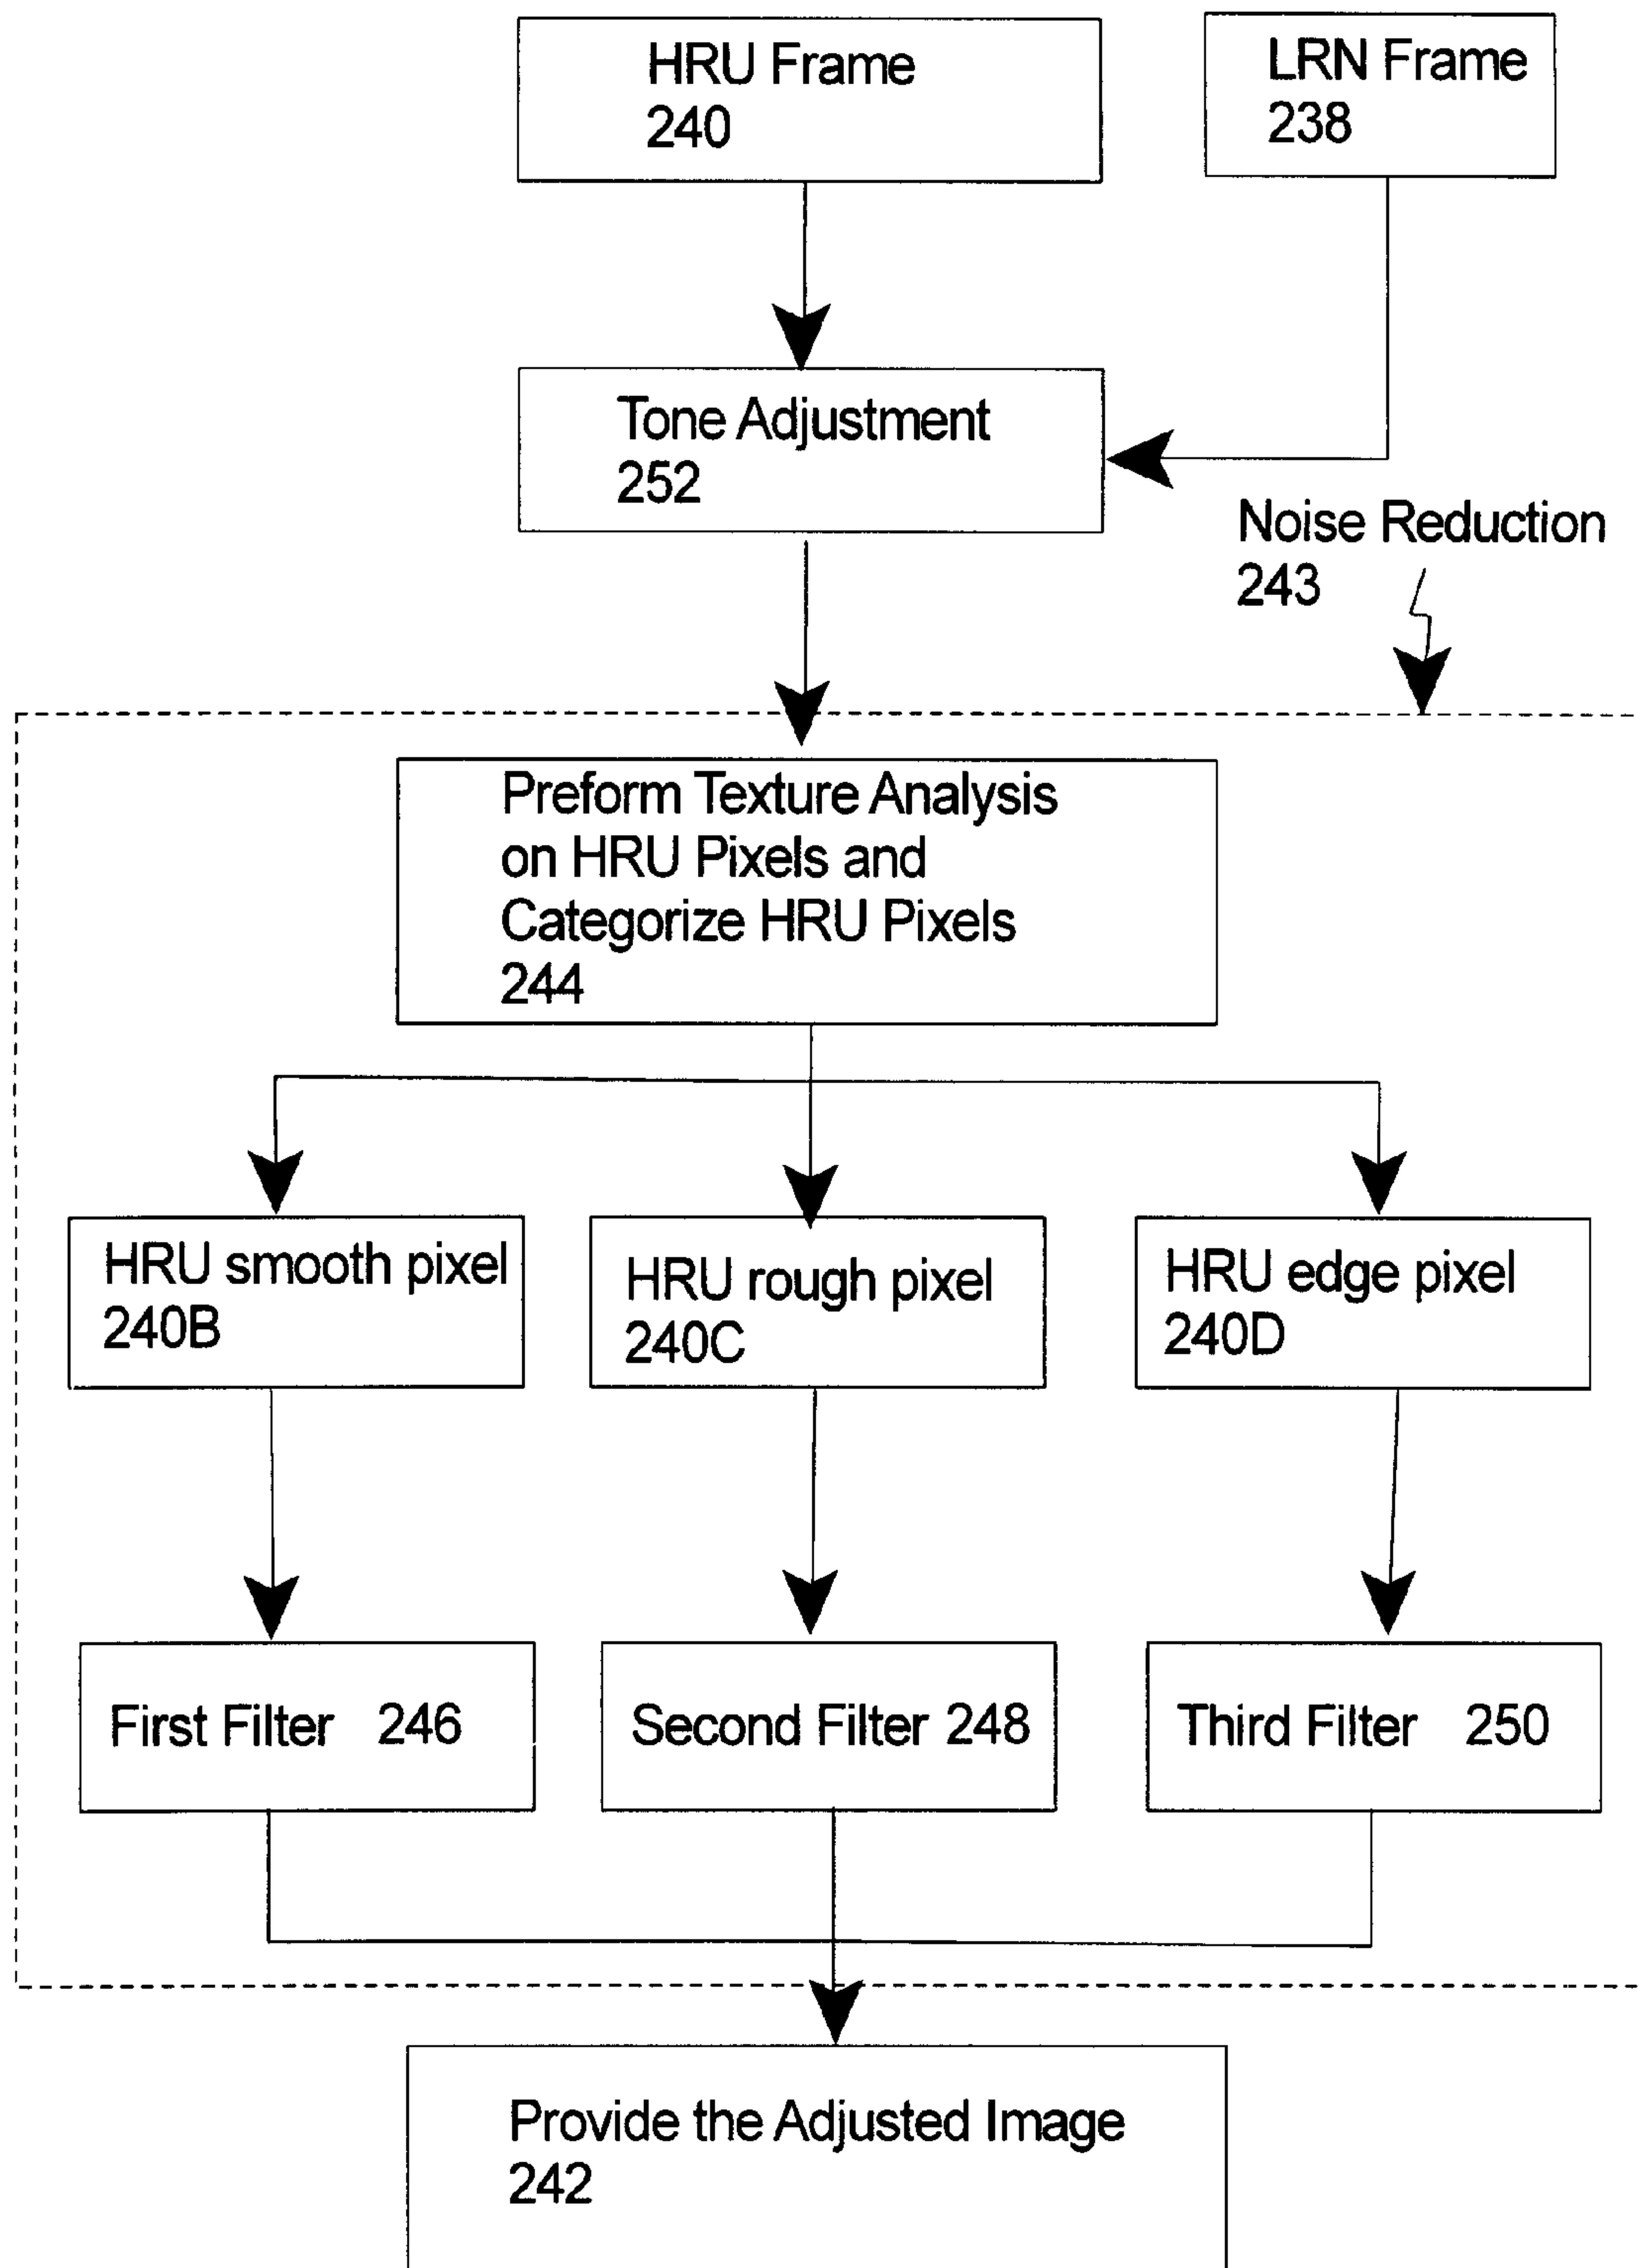 HRU Frame
240
LRN Frame
238
Tone Adjustment
252
Noise Reduction
243
Preform Texture Analysis
on HRU Pixels and
Categorize HRU Pixels
244
HRU smooth pixel
240B
HRU rough pixel
240C
HRU edge pixel
240D
First Filter 246
Second Filter 248
Third Filter 250
Provide the Adjusted Image
242